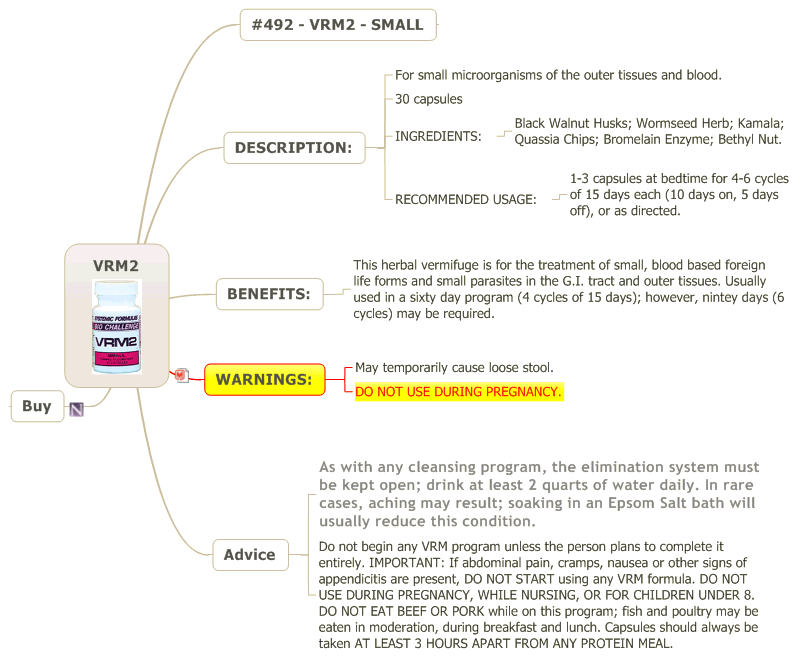 #492 - VRM2 - SMALL
For small microorganisms of the outer tissues and blood.
30 capsules
DESCRIPTION:
INGREDIENTS:
Black Walnut Husks; Wormseed Herb; Kamala;
Quassia Chips; Bromelain Enzyme; Bethyl Nut.
RECOMMENDED USAGE:
1-3 capsules at bedtime for 4-6 cycles
of 15 days each (10 days on, 5 days
off), or as directed.
VRM2
SYSTEMIC FORMULAS
BIO CHALLENGE
VRM2
SMALL
BENEFITS:
This herbal vermifuge is for the treatment of small, blood based foreign
life forms and small parasites in the G.I. tract and outer tissues. Usually
used in a sixty day program (4 cycles of 15 days); however, nintey days (6
cycles) may be required.
WARNINGS:
May temporarily cause loose stool.
DO NOT USE DURING PREGNANCY.
Buy
Advice
As with any cleansing program, the elimination system must
be kept open; drink at least 2 quarts of water daily. In rare
cases, aching may result; soaking in an Epsom Salt bath will
usually reduce this condition.
Do not begin any VRM program unless the person plans to complete it
entirely. IMPORTANT: If abdominal pain, cramps, nausea or other signs of
appendicitis are present, DO NOT START using any VRM formula. DO NOT
USE DURING PREGNANCY, WHILE NURSING, OR FOR CHILDREN UNDER 8.
DO NOT EAT BEEF OR PORK while on this program; fish and poultry may be
eaten in moderation, during breakfast and lunch. Capsules should always be
taken AT LEAST 3 HOURS APART FROM ANY PROTEIN MEAL.